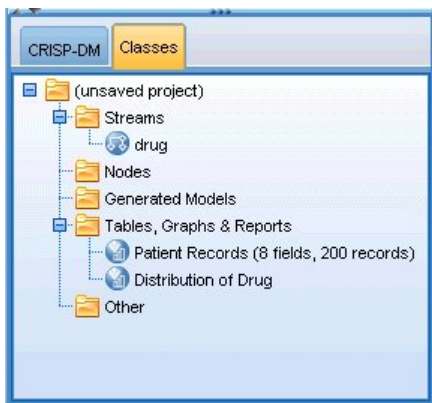 CRISP-DM Classes
(unsaved project)
Streams
drug
Nodes
Generated Models
Tables, Graphs & Reports
Patient Records (8 fields, 200 records)
Distribution of Drug
Other